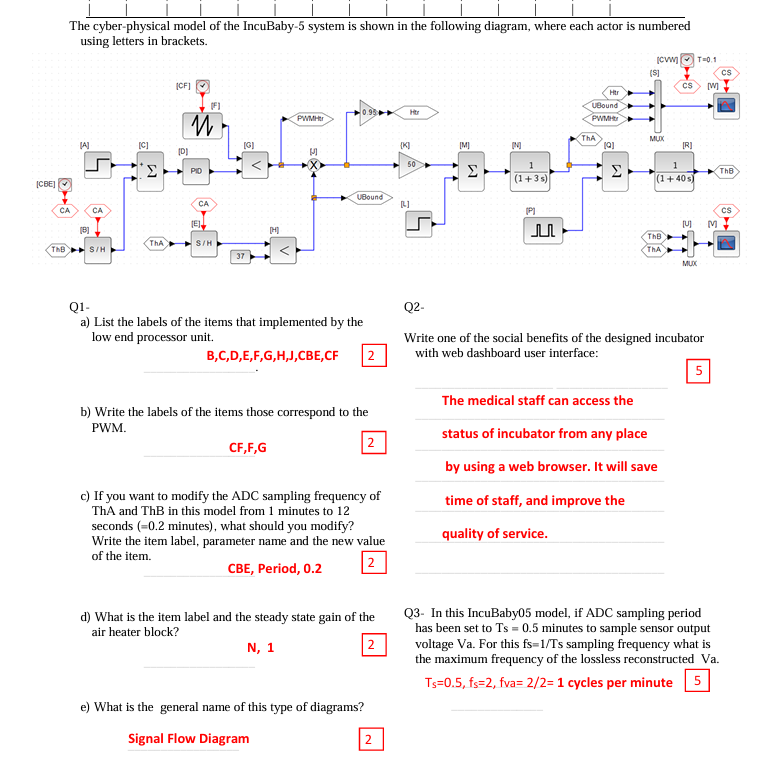 The cyber-physical model of the IncuBaby-5 system is shown in the following diagram, where each actor is numbered
using letters in brackets.
[CVW] T=0.1
[CF] [S] CS
Htr CS [W]
[F] 0.95 Htr UBound
PWMHtr PWMHtr
MUX
[A] [C] [D] [G] [J] [K] [M] [N] ThA [Q] [R]
+ Σ PID < X 50 Σ 1 Σ 1 ThB
- (1 + 3 s) (1 + 40 s)
[CBE]
CA CA CA UBound [L] [P] CS
[B] [E] [H] [U] [V]
ThB S / H ThA S / H < ThB
37 ThA
MUX
Q1-
a) List the labels of the items that implemented by the
low end processor unit.
B,C,D,E,F,G,H,J,CBE,CF 2
.
b) Write the labels of the items those correspond to the
PWM.
CF,F,G 2
c) If you want to modify the ADC sampling frequency of
ThA and ThB in this model from 1 minutes to 12
seconds (=0.2 minutes), what should you modify?
Write the item label, parameter name and the new value
of the item.
CBE, Period, 0.2 2
d) What is the item label and the steady state gain of the
air heater block?
N, 1 2
e) What is the general name of this type of diagrams?
Signal Flow Diagram 2
Q2-
Write one of the social benefits of the designed incubator
with web dashboard user interface:
5
The medical staff can access the
status of incubator from any place
by using a web browser. It will save
time of staff, and improve the
quality of service.
Q3- In this IncuBaby05 model, if ADC sampling period
has been set to Ts = 0.5 minutes to sample sensor output
voltage Va. For this fs=1/Ts sampling frequency what is
the maximum frequency of the lossless reconstructed Va.
Ts=0.5, fs=2, fva= 2/2= 1 cycles per minute 5